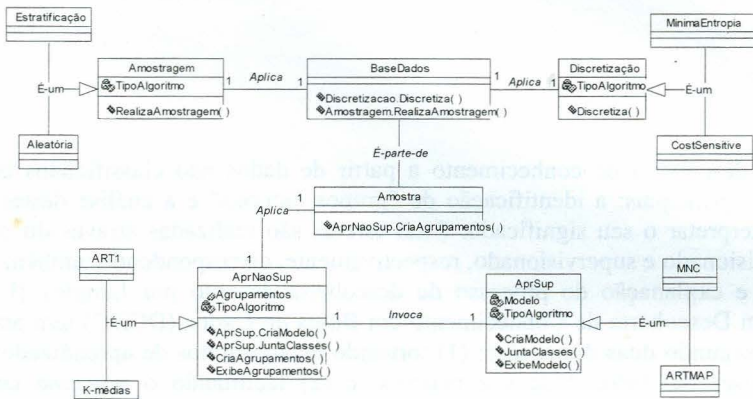 Estratificação
MinimaEntropia
Amostragem
TipoAlgoritmo
RealizaAmostragem( )
1
Aplica
1
BaseDados
Discretizacao.Discretiza( )
Amostragem.RealizaAmostragem( )
1
Aplica
1
Discretização
TipoAlgoritmo
Discretiza( )
É-um
É-um
Aleatória
CostSensitive
É-parte-de
Amostra
AprNaoSup.CriaAgrupamentos( )
1
Aplica
1
ART1
AprNaoSup
Agrupamentos
TipoAlgoritmo
AprSup.CriaModelo( )
AprSup.JuntaClasses( )
CriaAgrupamentos( )
ExibeAgrupamentos( )
É-um
K-médias
1
Invoca
1
AprSup
Modelo
TipoAlgoritmo
CriaModelo( )
JuntaClasses( )
ExibeModelo( )
É-um
MNC
ARTMAP